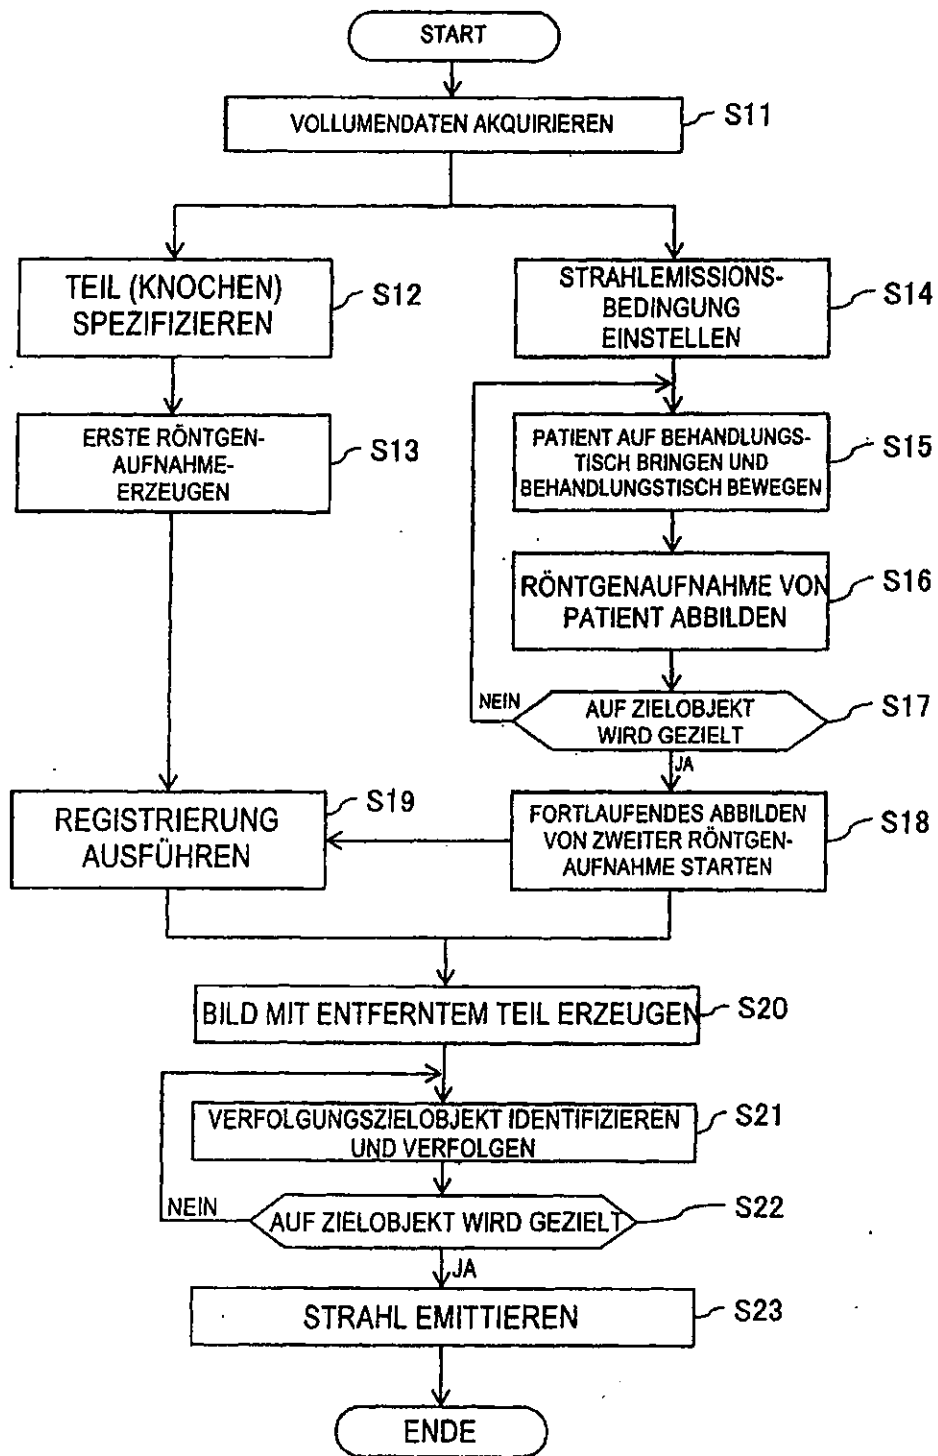 START
VOLLUMENDATEN AKQUIRIEREN
S11
TEIL (KNOCHEN)
SPEZIFIZIEREN
S12
STRAHLEMISSIONS-
BEDINGUNG
EINSTELLEN
S14
ERSTE RÖNTGEN-
AUFNAHME-
ERZEUGEN
S13
PATIENT AUF BEHANDLUNGS-
TISCH BRINGEN UND
BEHANDLUNGSTISCH BEWEGEN
S15
RÖNTGENAUFNAHME VON
PATIENT ABBILDEN
S16
NEIN
AUF ZIELOBJEKT
WIRD GEZIELT
S17
JA
REGISTRIERUNG
AUSFÜHREN
S19
FORTLAUFENDES ABBILDEN
VON ZWEITER RÖNTGEN-
AUFNAHME STARTEN
S18
BILD MIT ENTFERNTEM TEIL ERZEUGEN
S20
VERFOLGUNGSZIELOBJEKT IDENTIFIZIEREN
UND VERFOLGEN
S21
NEIN
AUF ZIELOBJEKT WIRD GEZIELT
S22
JA
STRAHL EMITTIEREN
S23
ENDE